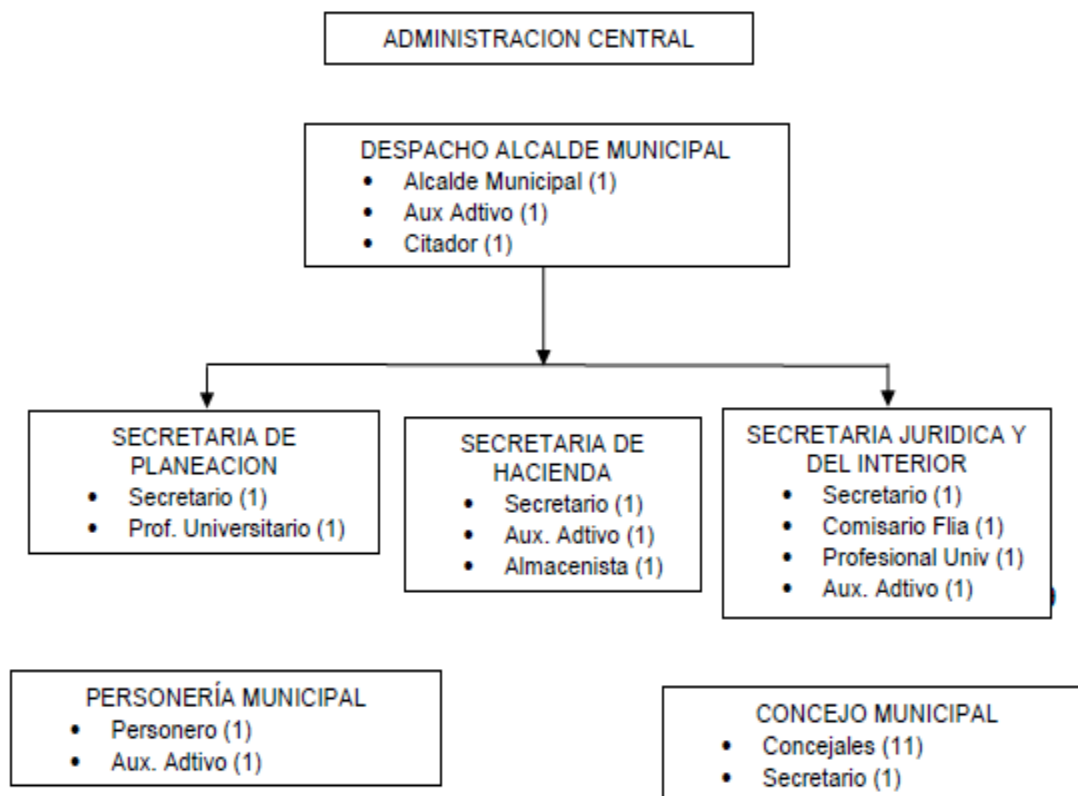 ADMINISTRACION CENTRAL
DESPACHO ALCALDE MUNICIPAL
• Alcalde Municipal (1)
• Aux Adtivo (1)
• Citador (1)
SECRETARIA DE
PLANEACION
• Secretario (1)
• Prof. Universitario (1)
SECRETARIA DE
HACIENDA
• Secretario (1)
• Aux. Adtivo (1)
• Almacenista (1)
SECRETARIA JURIDICA Y
DEL INTERIOR
• Secretario (1)
• Comisario Flia (1)
• Profesional Univ (1)
• Aux. Adtivo (1)
PERSONERÍA MUNICIPAL
• Personero (1)
• Aux. Adtivo (1)
CONCEJO MUNICIPAL
• Concejales (11)
• Secretario (1)